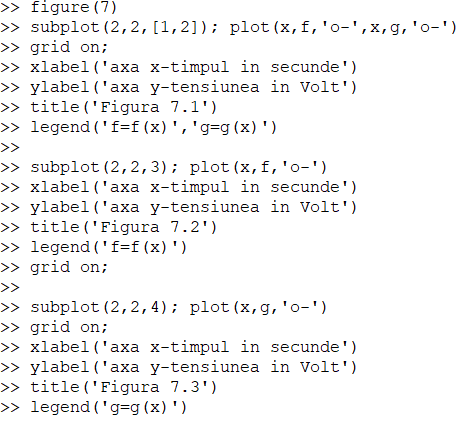 >> figure(7)
>> subplot(2,2,[1,2]); plot(x,f,'o-',x,g,'o-')
>> grid on;
>> xlabel('axa x-timpul in secunde')
>> ylabel('axa y-tensiunea in Volt')
>> title('Figura 7.1')
>> legend('f=f(x)','g=g(x)')
>>
>> subplot(2,2,3); plot(x,f,'o-')
>> xlabel('axa x-timpul in secunde')
>> ylabel('axa y-tensiunea in Volt')
>> title('Figura 7.2')
>> legend('f=f(x)')
>> grid on;
>>
>> subplot(2,2,4); plot(x,g,'o-')
>> grid on;
>> xlabel('axa x-timpul in secunde')
>> ylabel('axa y-tensiunea in Volt')
>> title('Figura 7.3')
>> legend('g=g(x)')